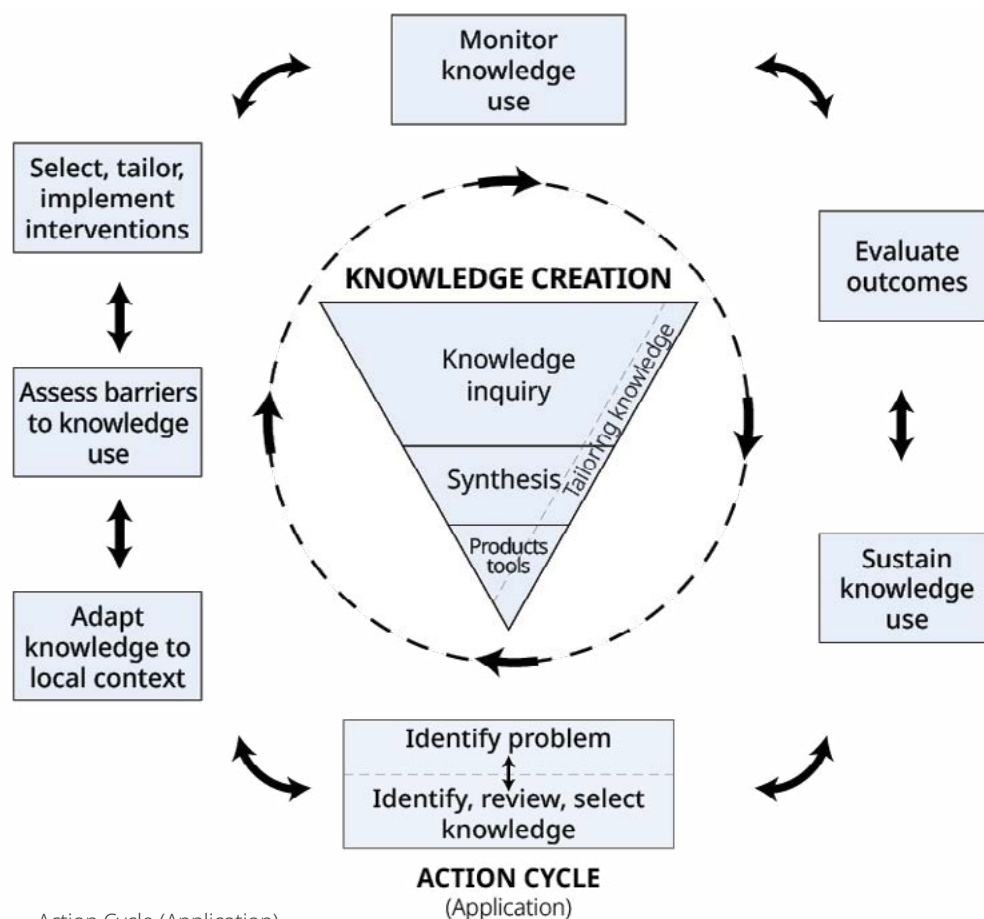 Monitor
knowledge
use
Select, tailor,
implement
interventions
Evaluate
outcomes
KNOWLEDGE CREATION
Knowledge
inquiry
Tailoring knowledge
Synthesis
Products
tools
Assess barriers
to knowledge
use
Sustain
knowledge
use
Adapt
knowledge to
local context
Identify problem
Identify, review, select
knowledge
ACTION CYCLE
(Application)
Action Cycle (Application)